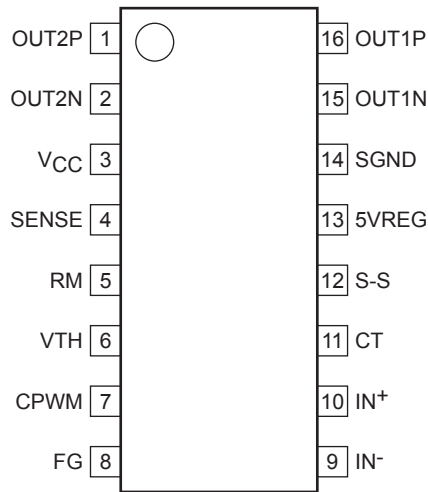 OUT2P 1 16 OUT1P
OUT2N 2 15 OUT1N
VCC 3 14 SGND
SENSE 4 13 5VREG
RM 5 12 S-S
VTH 6 11 CT
CPWM 7 10 IN+
FG 8 9 IN-